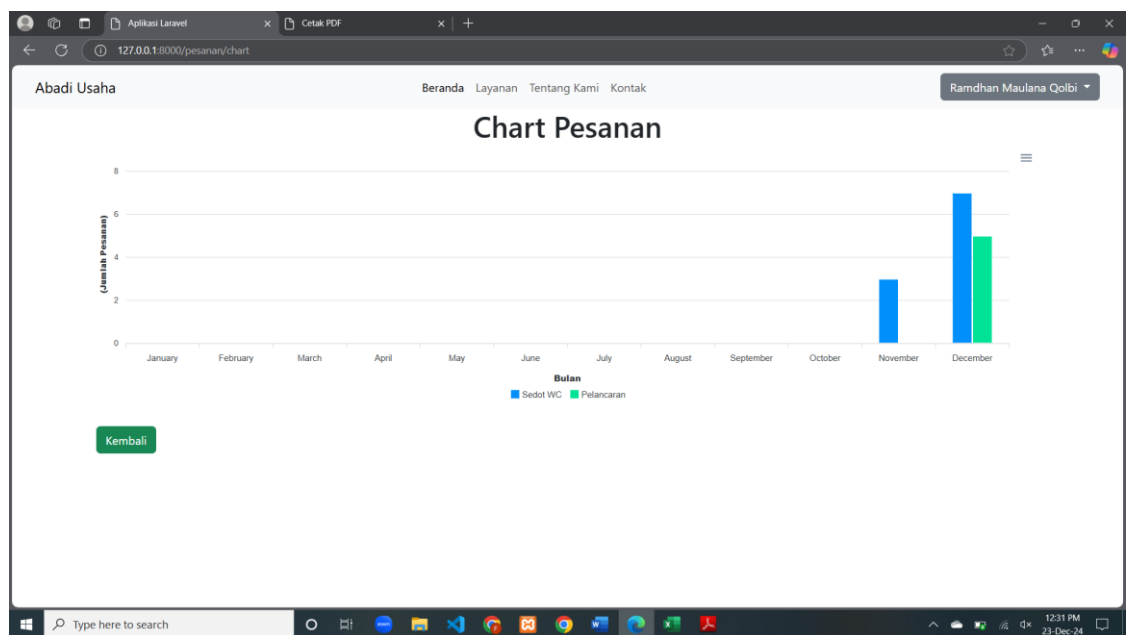 Aplikasi Laravel
Cetak PDF
127.0.0.1:8000/pesanan/chart
Abadi Usaha
Beranda Layanan Tentang Kami Kontak
Ramdhan Maulana Qolbi
Chart Pesanan
(Jumlah Pesanan)
8
6
4
2
0
January February March April May June July August September October November December
Bulan
Sedot WC Pelancaran
Kembali
Type here to search
zoom
12:31 PM
23-Dec-24